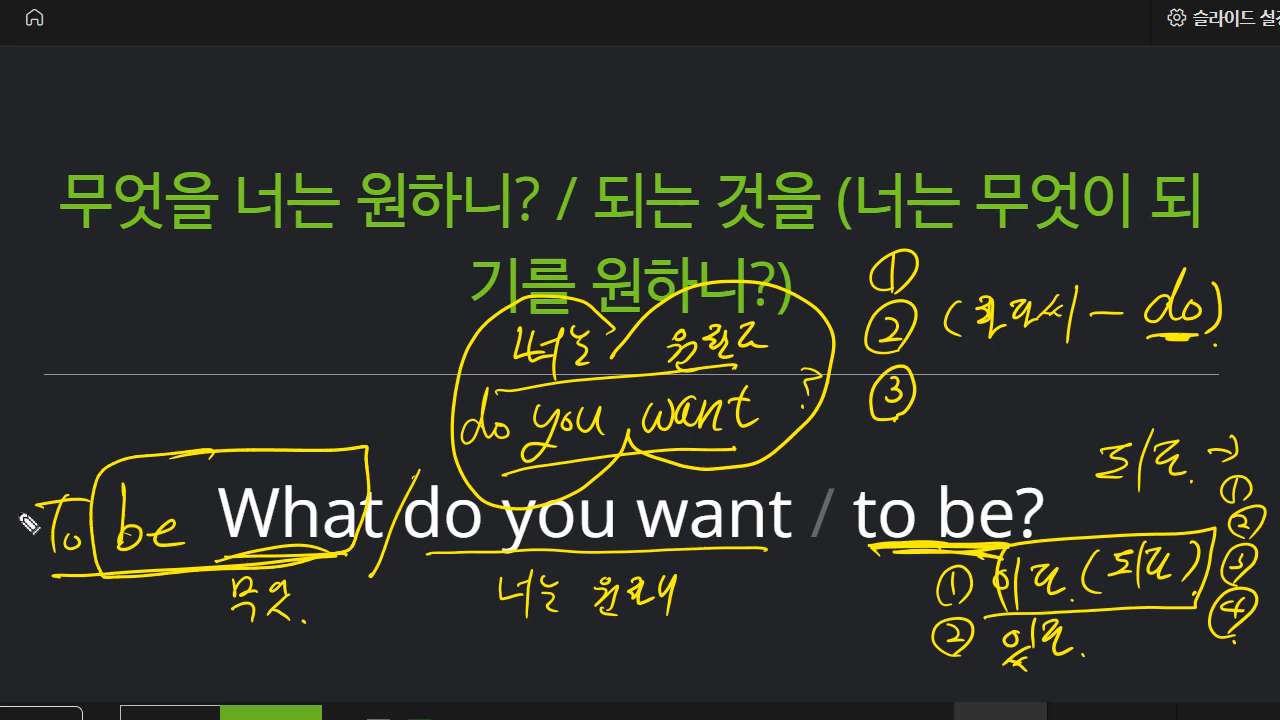 슬라이드 설정
무엇을 너는 원하니? / 되는 것을 (너는 무엇이 되
기를 원하니?)
①
② ( - do).
③
너는 / 원하고
do you want ?
되/다. →
①
②
③
④
To be What do you want / to be?
무엇. 너는 원해
① 이다. (되다).
② 있다.